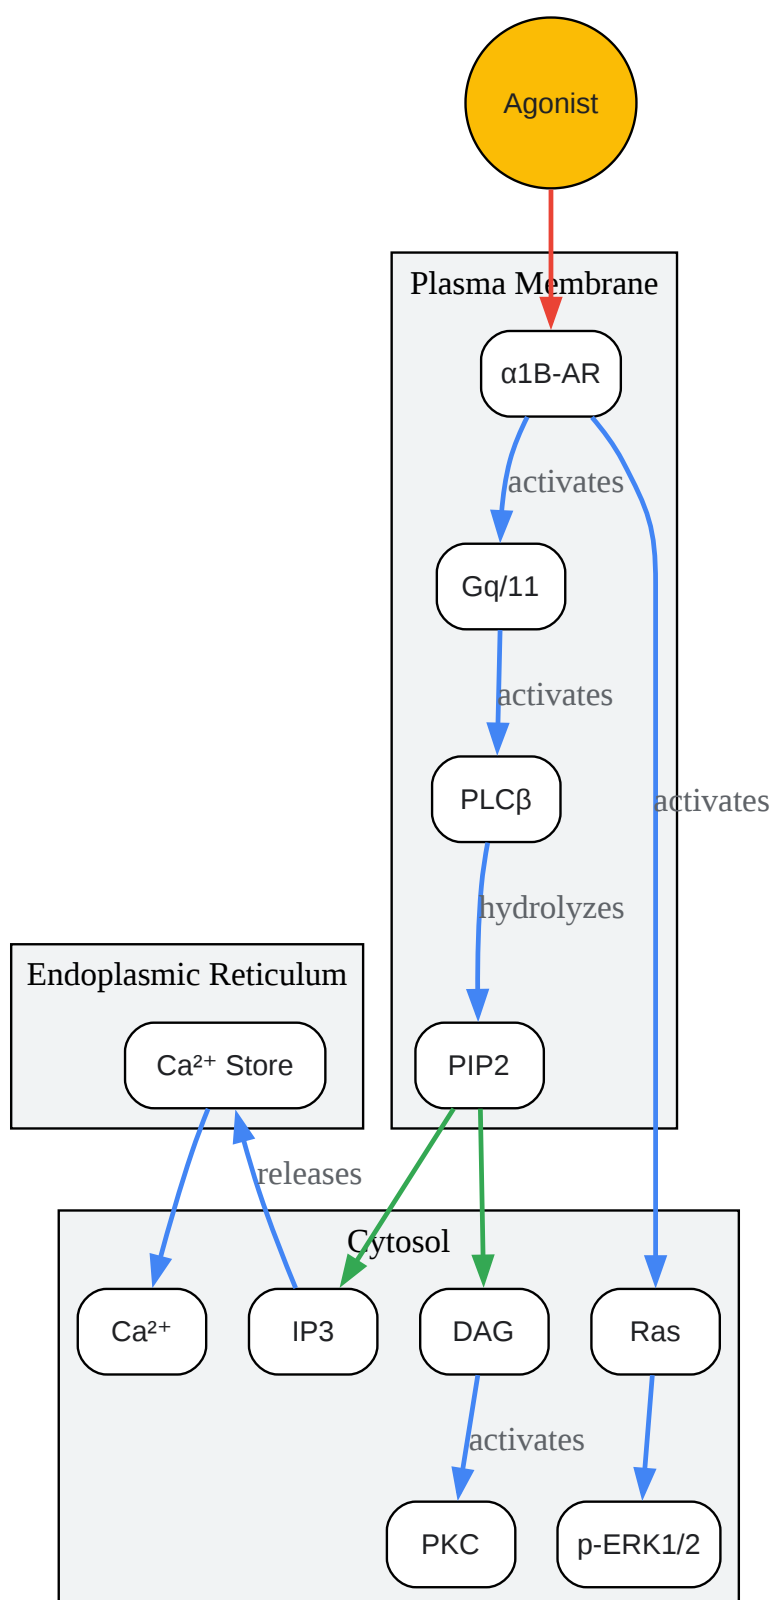 Agonist
Plasma Membrane
α1B-AR
activates
Gq/11
activates
PLCβ
activates
hydrolyzes
Endoplasmic Reticulum
Ca²⁺ Store
PIP2
releases
Cytosol
Ca²⁺
IP3
DAG
Ras
activates
PKC
p-ERK1/2